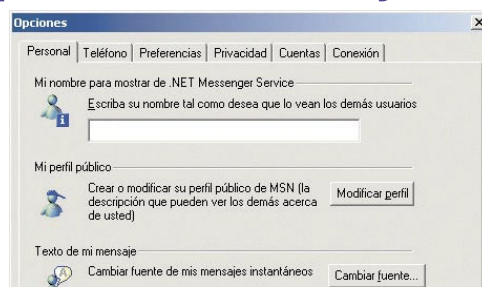 Opciones
Personal Teléfono Preferencias Privacidad Cuentas Conexión
Mi nombre para mostrar de .NET Messenger Service
Escriba su nombre tal como desea que lo vean los demás usuarios
Mi perfil público
Crear o modificar su perfil público de MSN (la
descripción que pueden ver los demás acerca
de usted)
Modificar perfil
Texto de mi mensaje
Cambiar fuente de mis mensajes instantáneos
Cambiar fuente...